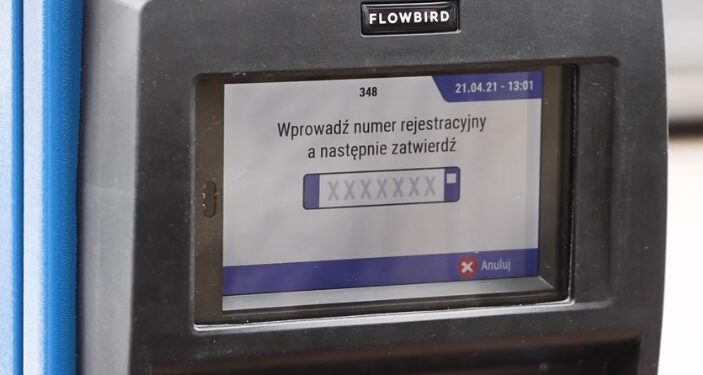 FLOWBIRD
348
21.04.21 - 13:01
Wprowadź numer rejestracyjny
a następnie zatwierdź
XXXXXXX
Anuluj